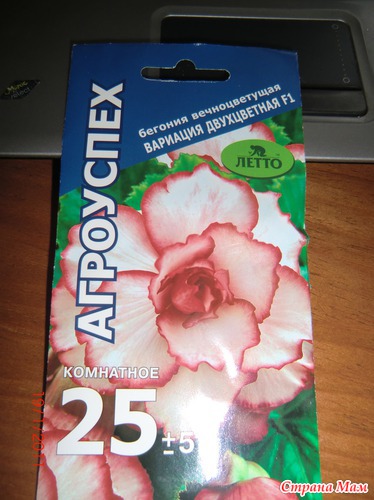 бегония вечноцветущая
ВАРИАЦИЯ ДВУХЦВЕТНАЯ F1
ЛЕТТО
АГРОУСПЕХ
КОМНАТНОЕ
25 ±5
Страна Мам